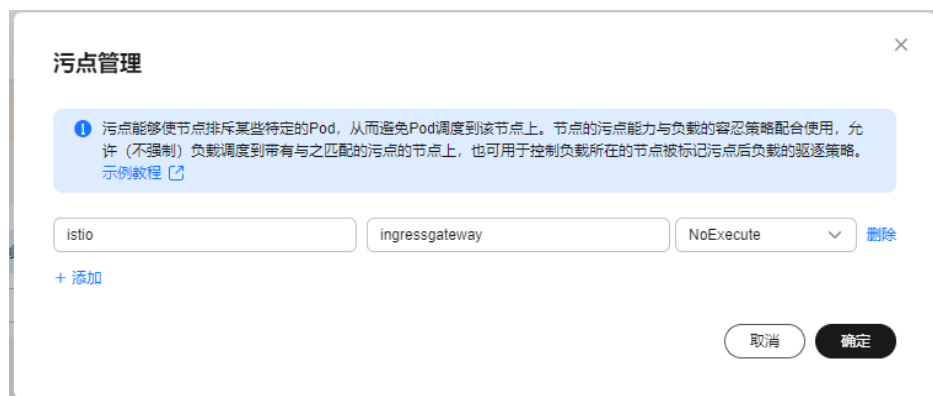 污点管理
污点能够使节点排斥某些特定的Pod，从而避免Pod调度到该节点上。节点的污点能力与负载的容忍策略配合使用，允
许（不强制）负载调度到带有与之匹配的污点的节点上，也可用于控制负载所在的节点被标记污点后负载的驱逐策略。
示例教程
istio ingressgateway NoExecute 删除
+ 添加
取消 确定